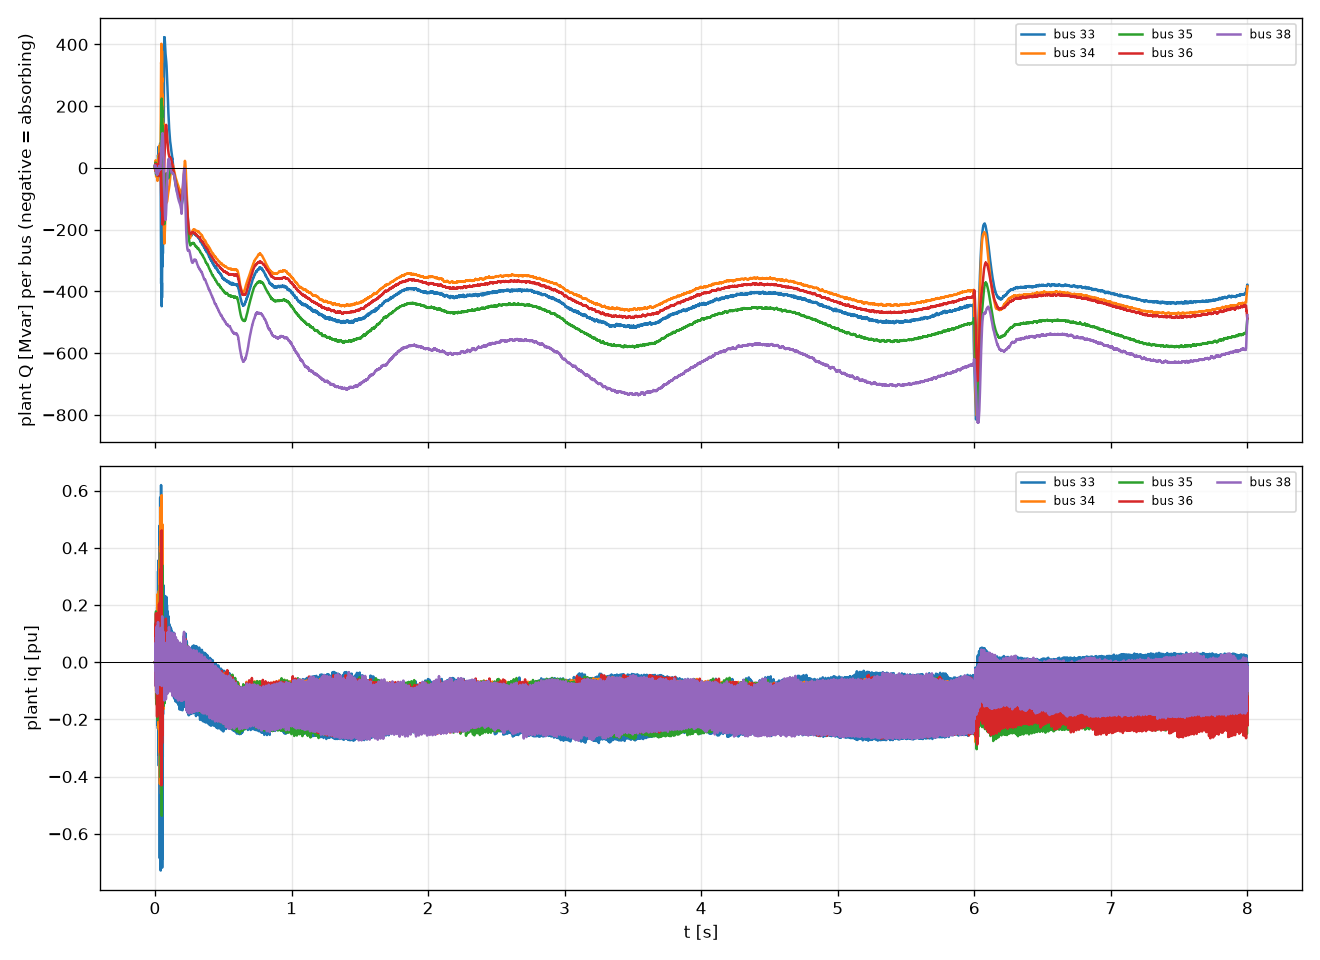 plant Q [Mvar] per bus (negative = absorbing)
400
200
0
−200
−400
−600
−800
bus 33 bus 35 bus 38
bus 34 bus 36
plant iq [pu]
0.6
0.4
0.2
0.0
−0.2
−0.4
−0.6
bus 33 bus 35 bus 38
bus 34 bus 36
0 1 2 3 4 5 6 7 8
t [s]